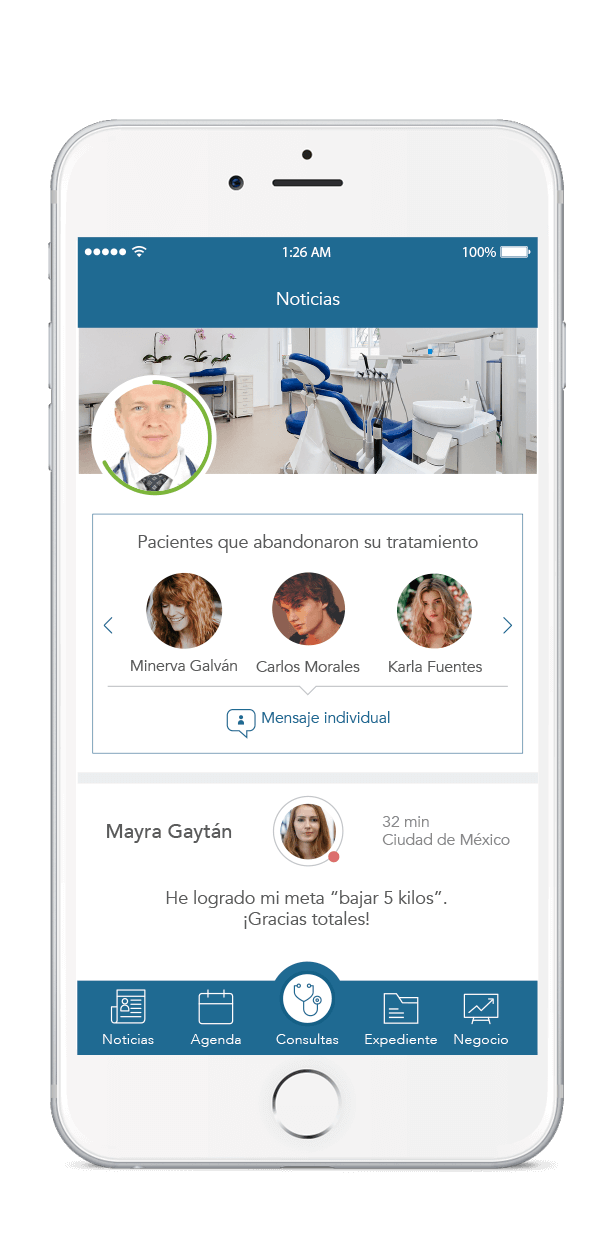 1:26 AM
100%
Noticias
Pacientes que abandonaron su tratamiento
Minerva Galván
Carlos Morales
Karla Fuentes
Mensaje individual
Mayra Gaytán
32 min
Ciudad de México
He logrado mi meta “bajar 5 kilos”.
¡Gracias totales!
Noticias
Agenda
Consultas
Expediente
Negocio